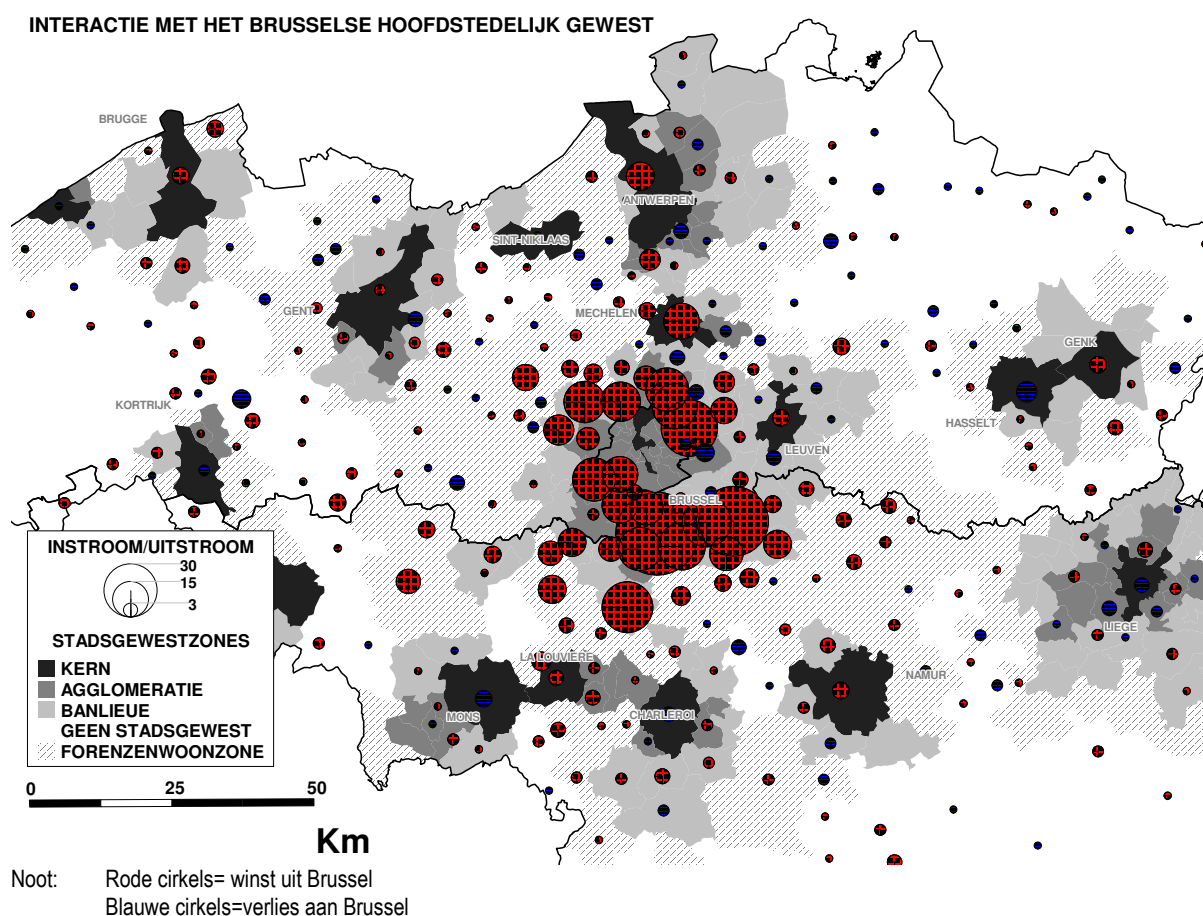 INTERACTIE MET HET BRUSSELSE HOOFDSTEDELIJK GEWEST
BRUGGE
ANTWERPEN
SINT-NIKLAAS
GENT
MECHELEN
GENK
KORTRIJK
HASSELT
LEUVEN
BRUSSEL
INSTROOM/UITSTROOM
30
15
3
STADSGEWESTZONES
KERN
AGGLOMERATIE
BANLIEUE
GEEN STADSGEWEST
FORENZENWOONZONE
LIEGE
LA LOUVIÈRE
NAMUR
MONS
CHARLEROI
0 25 50
Km
Noot: Rode cirkels= winst uit Brussel
Blauwe cirkels=verlies aan Brussel